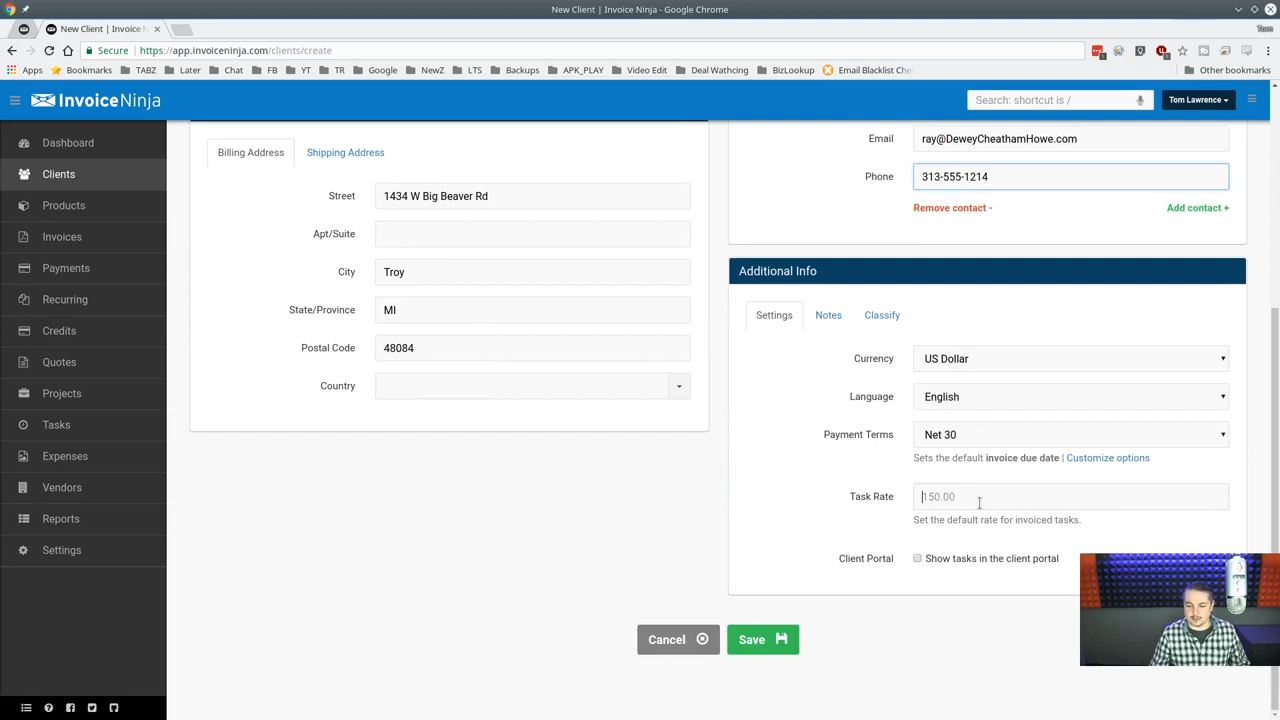 New Client | Invoice Ninja - Google Chrome
New Client | Invoice N
Tom
Secure | https://app.invoiceninja.com/clients/create
Apps
Bookmarks
TABZ
Later
Chat
FB
YT
TR
Google
NewZ
LTS
Backups
APK_PLAY
Video Edit
Deal Wathcing
BizLookup
Email Blacklist Che
Other bookmarks
InvoiceNinja
Search: shortcut is /
Tom Lawrence
Dashboard
Clients
Products
Invoices
Payments
Recurring
Credits
Quotes
Projects
Tasks
Expenses
Vendors
Reports
Settings
Billing Address
Shipping Address
Street 1434 W Big Beaver Rd
Apt/Suite
City Troy
State/Province MI
Postal Code 48084
Country
Email ray@DeweyCheathamHowe.com
Phone 313-555-1214
Remove contact -
Add contact +
Additional Info
Settings
Notes
Classify
Currency US Dollar
Language English
Payment Terms Net 30
Sets the default invoice due date | Customize options
Task Rate 150.00
Set the default rate for invoiced tasks.
Client Portal Show tasks in the client portal
Cancel
Save